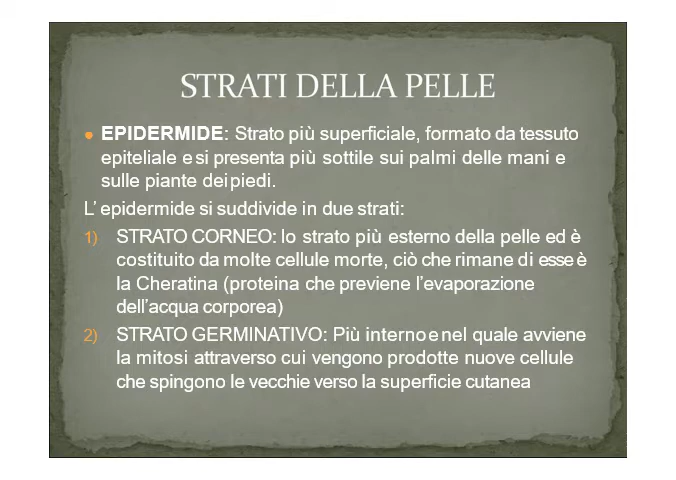 STRATI DELLA PELLE
● EPIDERMIDE: Strato più superficiale, formato da tessuto
epiteliale e si presenta più sottile sui palmi delle mani e
sulle piante dei piedi.
L’ epidermide si suddivide in due strati:
1) STRATO CORNEO: lo strato più esterno della pelle ed è
costituito da molte cellule morte, ciò che rimane di esse è
la Cheratina (proteina che previene l’evaporazione
dell’acqua corporea)
2) STRATO GERMINATIVO: Più interno e nel quale avviene
la mitosi attraverso cui vengono prodotte nuove cellule
che spingono le vecchie verso la superficie cutanea